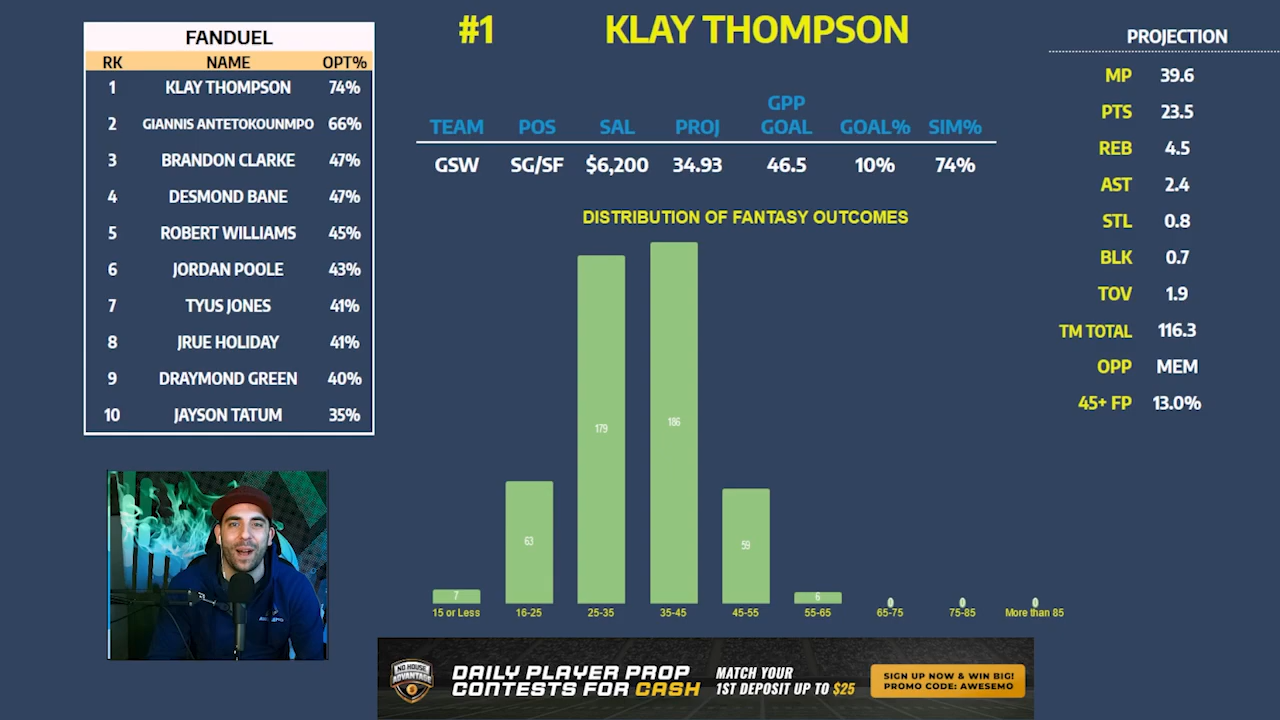 FANDUEL
RK NAME OPT%
1 KLAY THOMPSON 74%
2 GIANNIS ANTETOKOUNMPO 66%
3 BRANDON CLARKE 47%
4 DESMOND BANE 47%
5 ROBERT WILLIAMS 45%
6 JORDAN POOLE 43%
7 TYUS JONES 41%
8 JRUE HOLIDAY 41%
9 DRAYMOND GREEN 40%
10 JAYSON TATUM 35%
#1 KLAY THOMPSON
TEAM POS SAL PROJ GPP GOAL GOAL% SIM%
GSW SG/SF $6,200 34.93 46.5 10% 74%
DISTRIBUTION OF FANTASY OUTCOMES
7 63 179 186 59 6 0 0 0
15 or Less 16-25 25-35 35-45 45-55 55-65 65-75 75-85 More than 85
PROJECTION
MP 39.6
PTS 23.5
REB 4.5
AST 2.4
STL 0.8
BLK 0.7
TOV 1.9
TM TOTAL 116.3
OPP MEM
45+ FP 13.0%
NO HOUSE
ADVANTAGE
DAILY PLAYER PROP
CONTESTS FOR CASH
MATCH YOUR
1ST DEPOSIT UP TO $25
SIGN UP NOW & WIN BIG!
PROMO CODE: AWESEMO